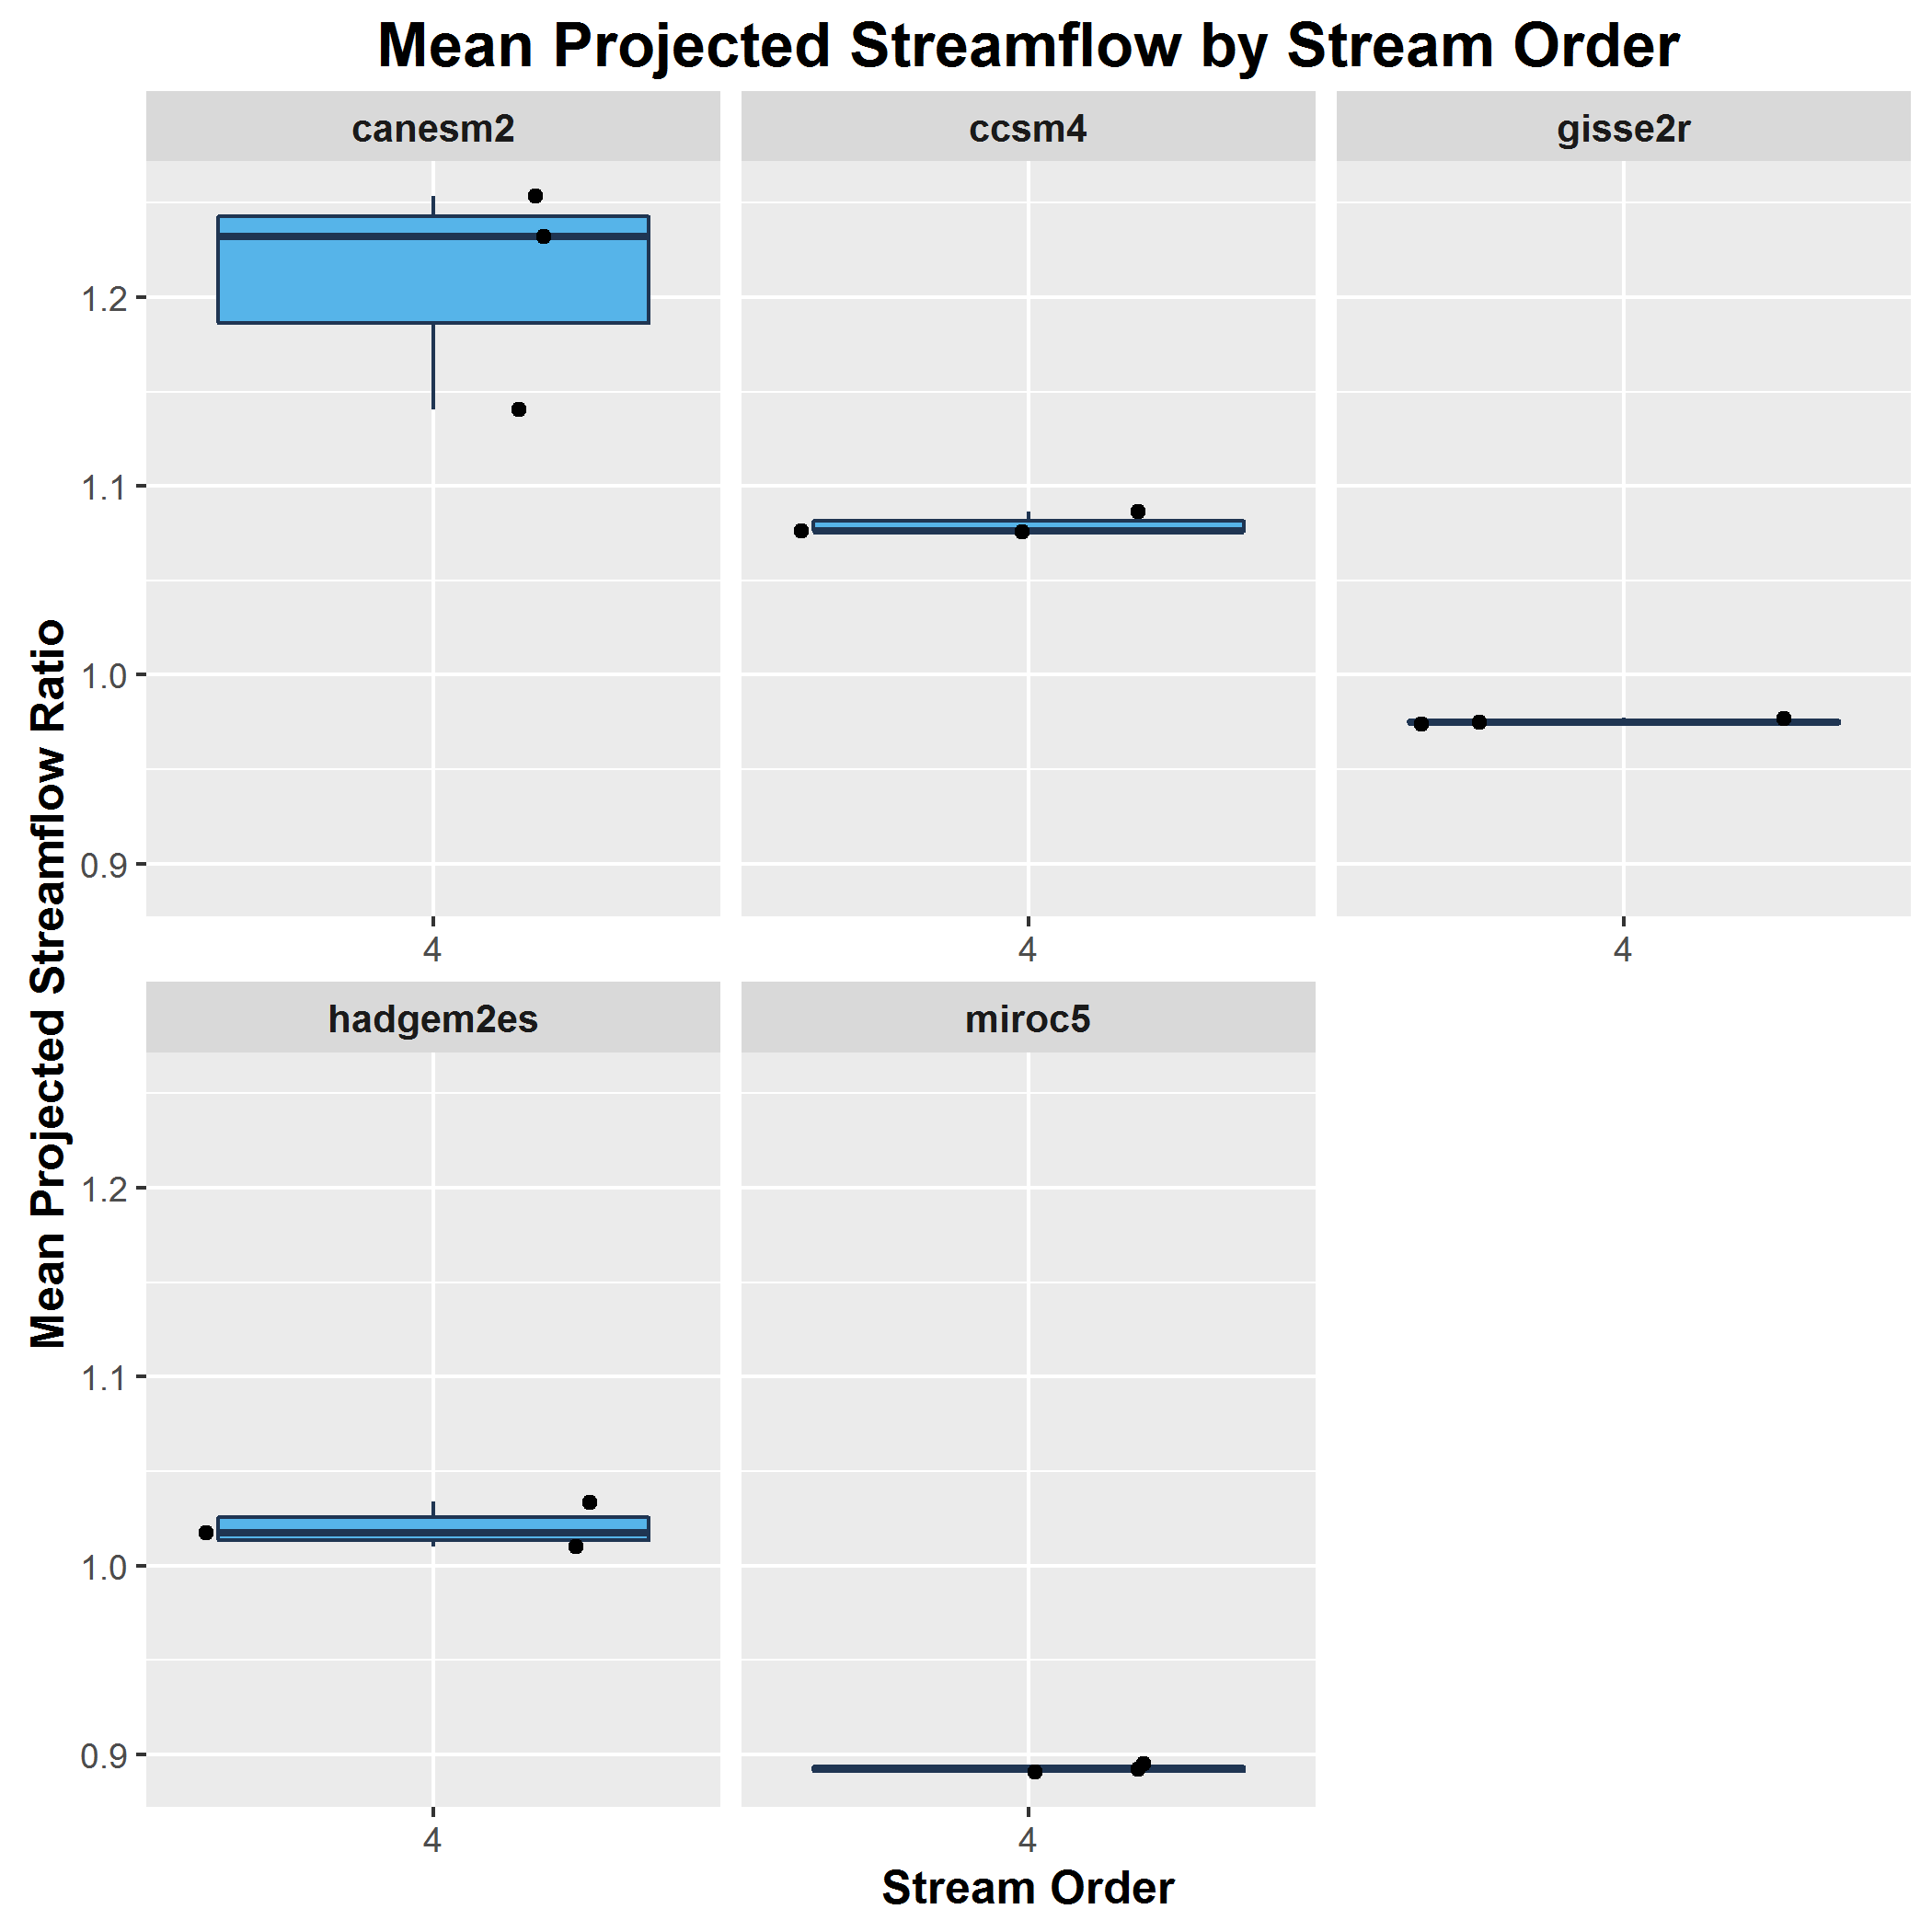 Mean Projected Streamflow by Stream Order
canesm2
ccsm4
gisse2r
1.2
1.1
1.0
0.9
4
4
4
Mean Projected Streamflow Ratio
hadgem2es
miroc5
1.2
1.1
1.0
0.9
4
4
Stream Order